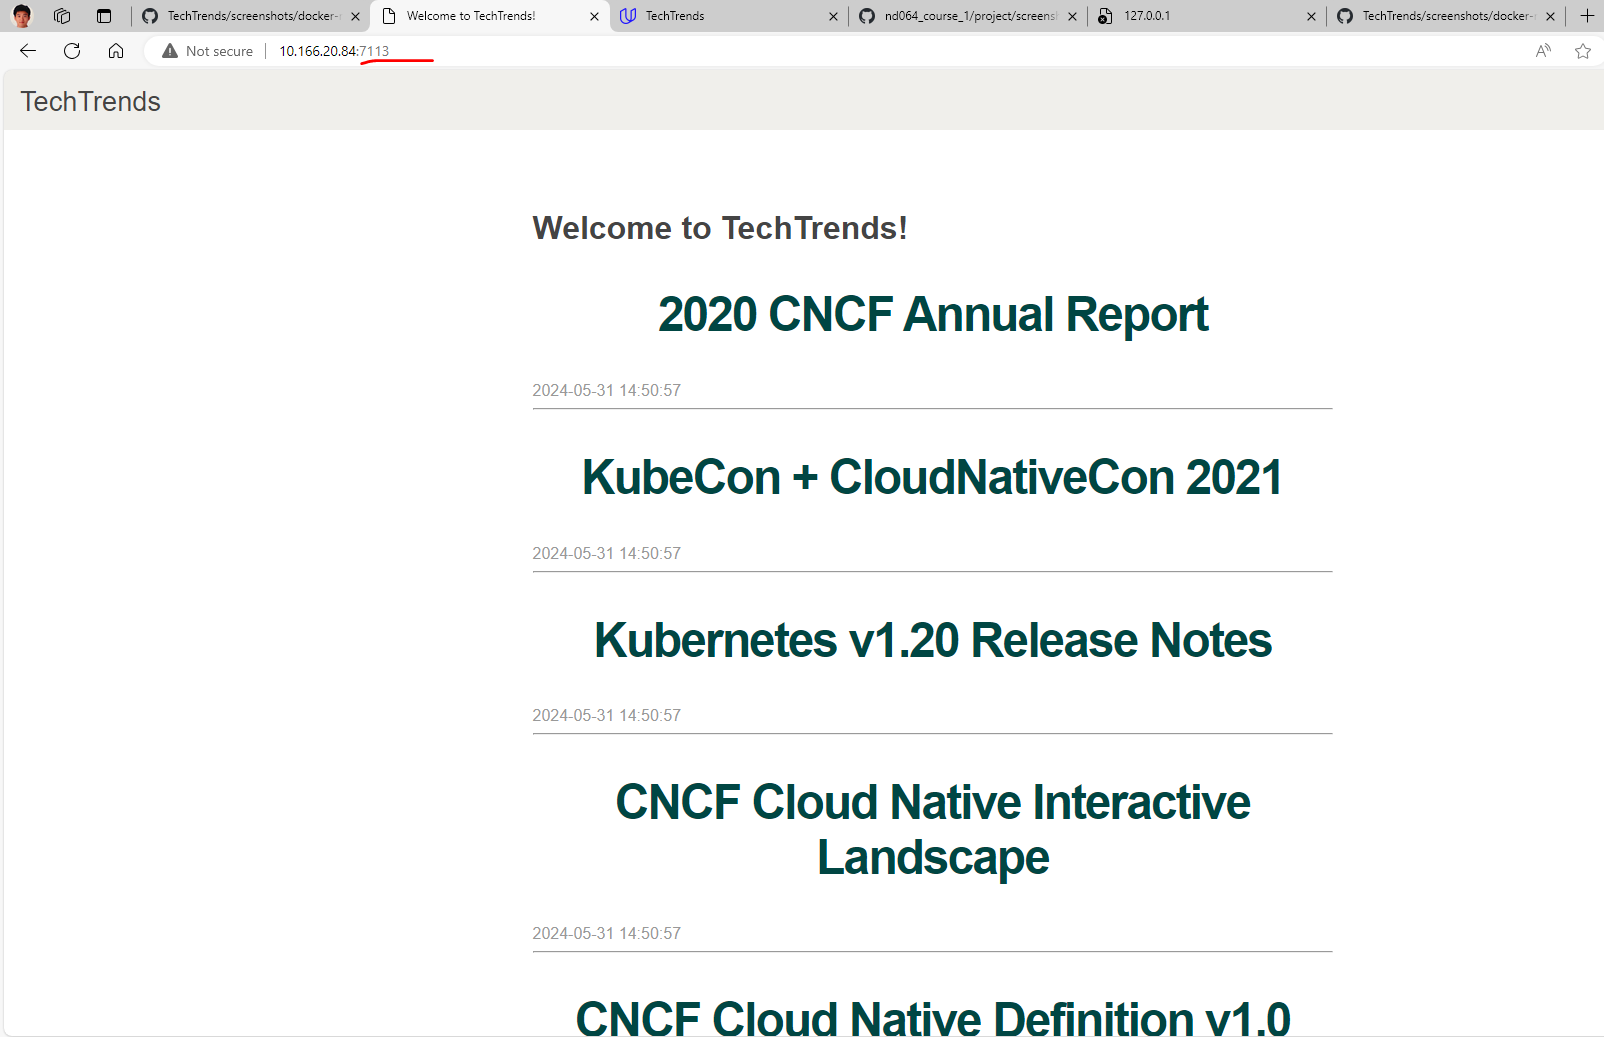 TechTrends/screenshots/docker-r
Welcome to TechTrends!
TechTrends
nd064_course_1/project/screensh
127.0.0.1
TechTrends/screenshots/docker-r
Not secure
10.166.20.84:7113
TechTrends
Welcome to TechTrends!
2020 CNCF Annual Report
2024-05-31 14:50:57
KubeCon + CloudNativeCon 2021
2024-05-31 14:50:57
Kubernetes v1.20 Release Notes
2024-05-31 14:50:57
CNCF Cloud Native Interactive
Landscape
2024-05-31 14:50:57
CNCF Cloud Native Definition v1.0